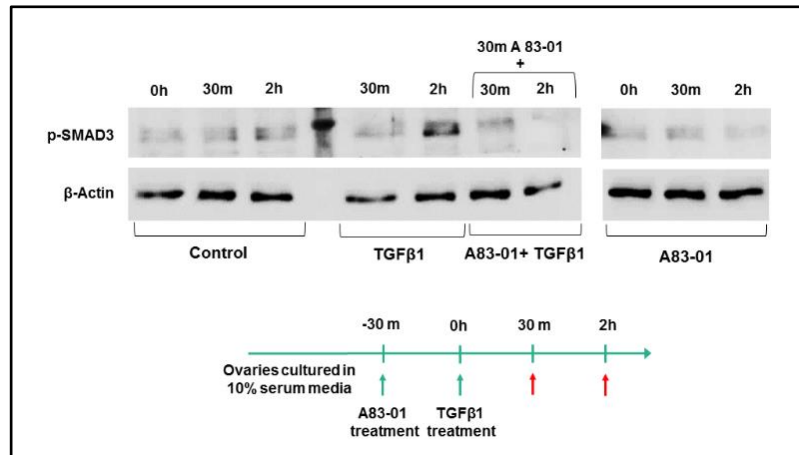 30m A 83-01
+
0h 30m 2h 30m 2h 30m 2h 0h 30m 2h
p-SMAD3
β-Actin
Control TGFβ1 A83-01+ TGFβ1 A83-01
-30 m 0h 30 m 2h
Ovaries cultured in
10% serum media
A83-01 TGFβ1
treatment treatment